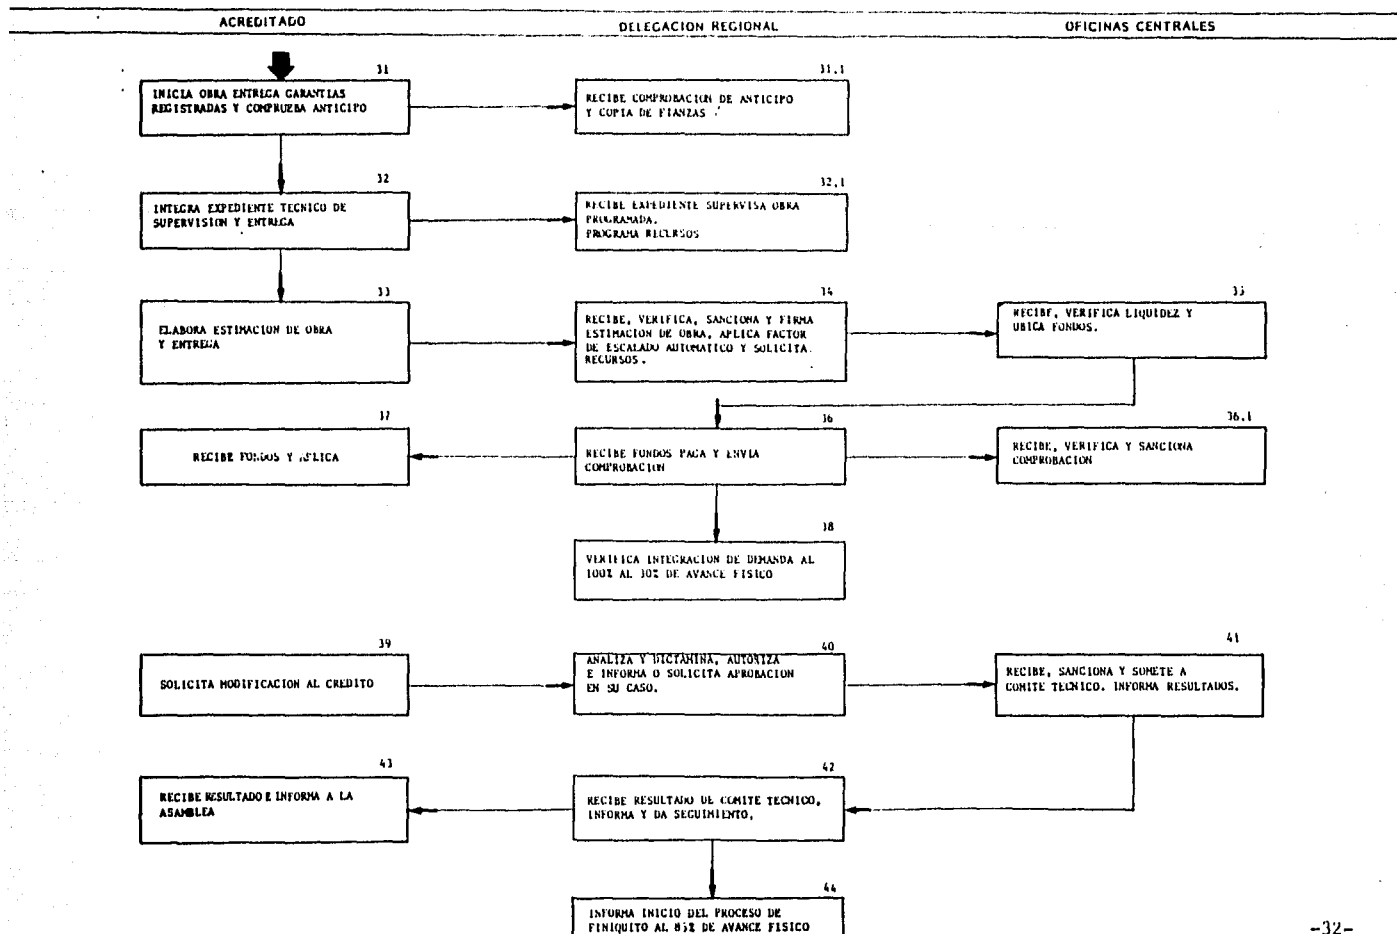 ACREDITADO
DELEGACION REGIONAL
OFICINAS CENTRALES
31
INICIA OBRA ENTREGA GARANTIAS
REGISTRADAS Y COMPRUEBA ANTICIPO
31.1
RECIBE COMPROBACION DE ANTICIPO
Y COPIA DE FIANZAS
32
INTEGRA EXPEDIENTE TECNICO DE
SUPERVISION Y ENTREGA
32.1
RECIBE EXPEDIENTE SUPERVISA OBRA
PROGRAMADA.
PROGRAMA RECURSOS
33
ELABORA ESTIMACION DE OBRA
Y ENTREGA
34
RECIBE, VERIFICA, SANCIONA Y FIRMA
ESTIMACION DE OBRA, APLICA FACTOR
DE ESCALADO AUTOMATICO Y SOLICITA.
RECURSOS.
35
RECIBE, VERIFICA LIQUIDEZ Y
UBICA FONDOS.
37
RECIBE FONDOS Y APLICA
36
RECIBE FONDOS PAGA Y ENVIA
COMPROBACION
36.1
RECIBE, VERIFICA Y SANCIONA
COMPROBACION
38
VERIFICA INTEGRACION DE DEMANDA AL
100% AL 30% DE AVANCE FISICO
39
SOLICITA MODIFICACION AL CREDITO
40
ANALIZA Y DICTAMINA, AUTORIZA
E INFORMA O SOLICITA APROBACION
EN SU CASO.
41
RECIBE, SANCIONA Y SOMETE A
COMITE TECNICO. INFORMA RESULTADOS.
43
RECIBE RESULTADO E INFORMA A LA
ASAMBLEA
42
RECIBE RESULTADO DE COMITE TECNICO,
INFORMA Y DA SEGUIMIENTO.
44
INFORMA INICIO DEL PROCESO DE
FINIQUITO AL 85% DE AVANCE FISICO
-32-